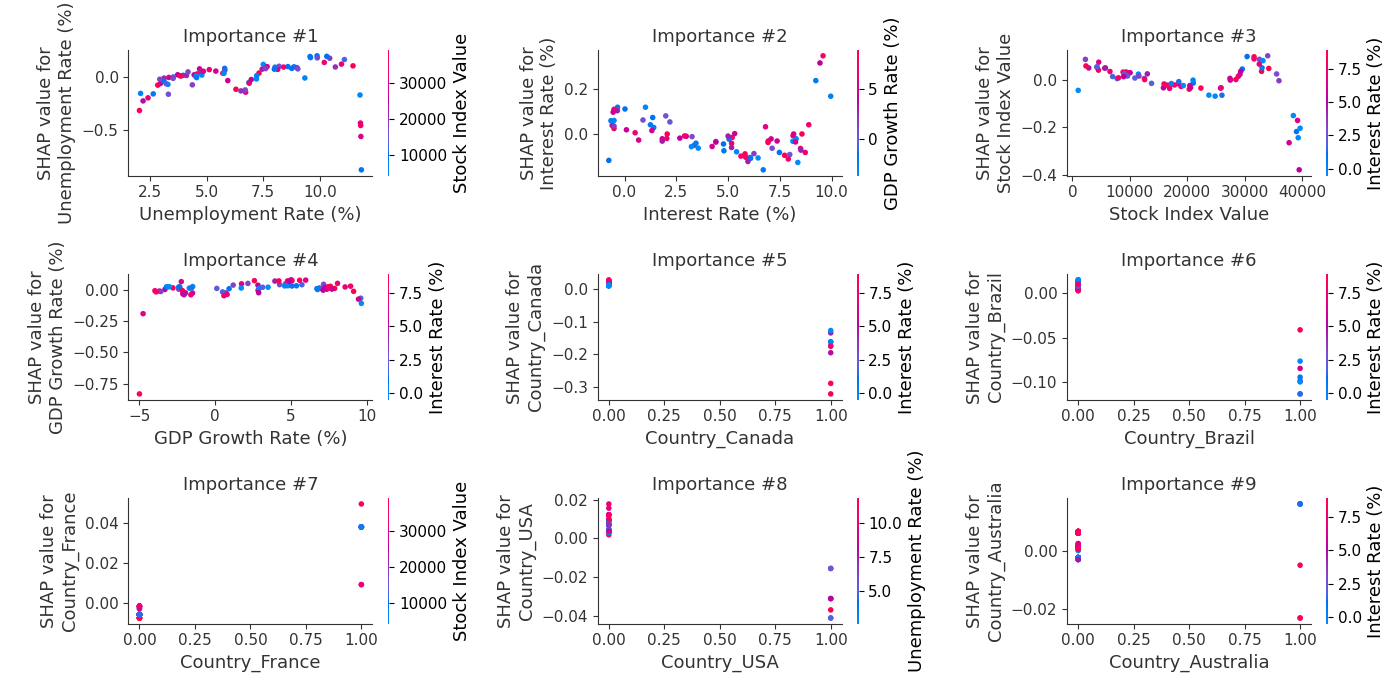 Importance #1
SHAP value for
Unemployment Rate (%)
0.0
−0.5
2.5 5.0 7.5 10.0
Unemployment Rate (%)
30000
20000
10000
Stock Index Value
Importance #2
SHAP value for
Interest Rate (%)
0.2
0.0
0.0 2.5 5.0 7.5 10.0
Interest Rate (%)
5
0
GDP Growth Rate (%)
Importance #3
SHAP value for
Stock Index Value
0.0
−0.2
−0.4
0 10000 20000 30000 40000
Stock Index Value
7.5
5.0
2.5
0.0
Interest Rate (%)
Importance #4
SHAP value for
GDP Growth Rate (%)
0.00
−0.25
−0.50
−0.75
−5 0 5 10
GDP Growth Rate (%)
7.5
5.0
2.5
0.0
Interest Rate (%)
Importance #5
SHAP value for
Country_Canada
0.0
−0.1
−0.2
−0.3
0.00 0.25 0.50 0.75 1.00
Country_Canada
7.5
5.0
2.5
0.0
Interest Rate (%)
Importance #6
SHAP value for
Country_Brazil
0.00
−0.05
−0.10
0.00 0.25 0.50 0.75 1.00
Country_Brazil
7.5
5.0
2.5
0.0
Interest Rate (%)
Importance #7
SHAP value for
Country_France
0.04
0.02
0.00
0.00 0.25 0.50 0.75 1.00
Country_France
30000
20000
10000
Stock Index Value
Importance #8
SHAP value for
Country_USA
0.02
0.00
−0.02
−0.04
0.00 0.25 0.50 0.75 1.00
Country_USA
10.0
7.5
5.0
Unemployment Rate (%)
Importance #9
SHAP value for
Country_Australia
0.00
−0.02
0.00 0.25 0.50 0.75 1.00
Country_Australia
7.5
5.0
2.5
0.0
Interest Rate (%)